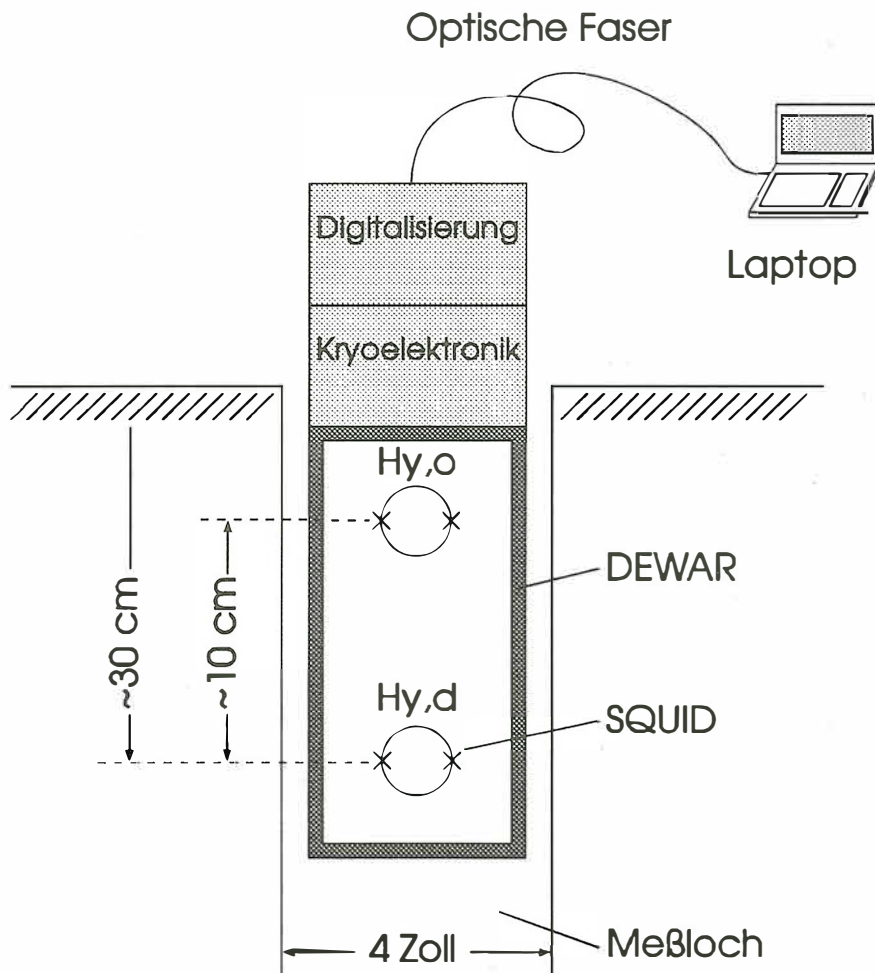 Optische Faser
Digitalisierung
Laptop
Kryoelektronik
Hy,o
DEWAR
~30 cm
~10 cm
Hy,d
SQUID
4 Zoll
Meßloch